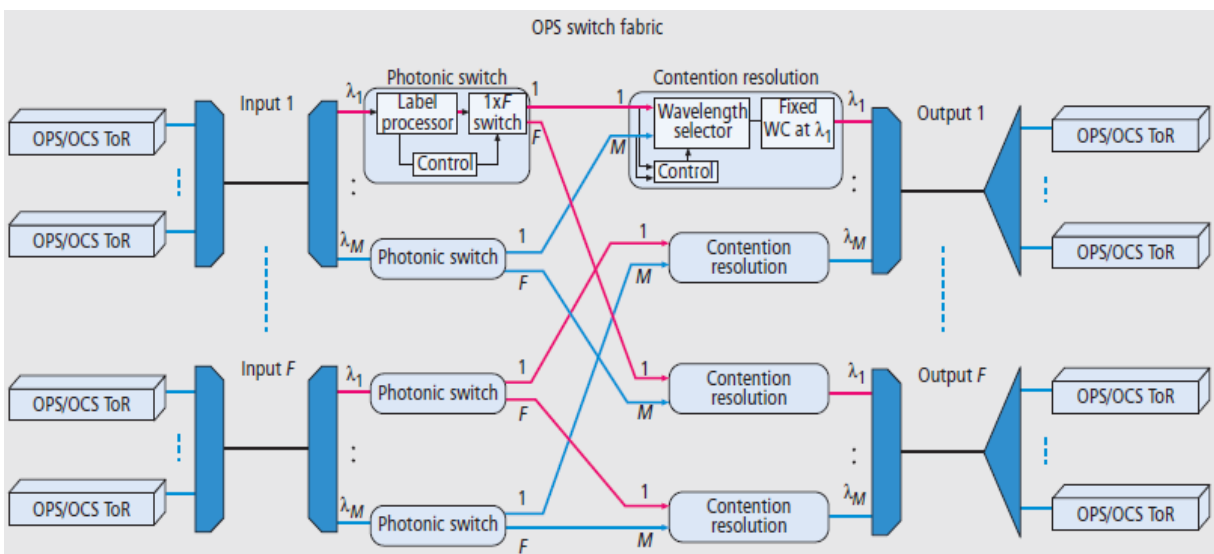 OPS switch fabric
Photonic switch
Contention resolution
Input 1
λ1
Label processor
1xF switch
Control
1
F
1
M
Wavelength selector
Fixed WC at λ1
Control
λ1
Output 1
OPS/OCS ToR
OPS/OCS ToR
OPS/OCS ToR
OPS/OCS ToR
:
:
λM
Photonic switch
1
F
1
M
Contention resolution
λM
Input F
λ1
Photonic switch
1
F
1
M
Contention resolution
λ1
Output F
OPS/OCS ToR
OPS/OCS ToR
OPS/OCS ToR
OPS/OCS ToR
:
:
λM
Photonic switch
1
F
1
M
Contention resolution
λM